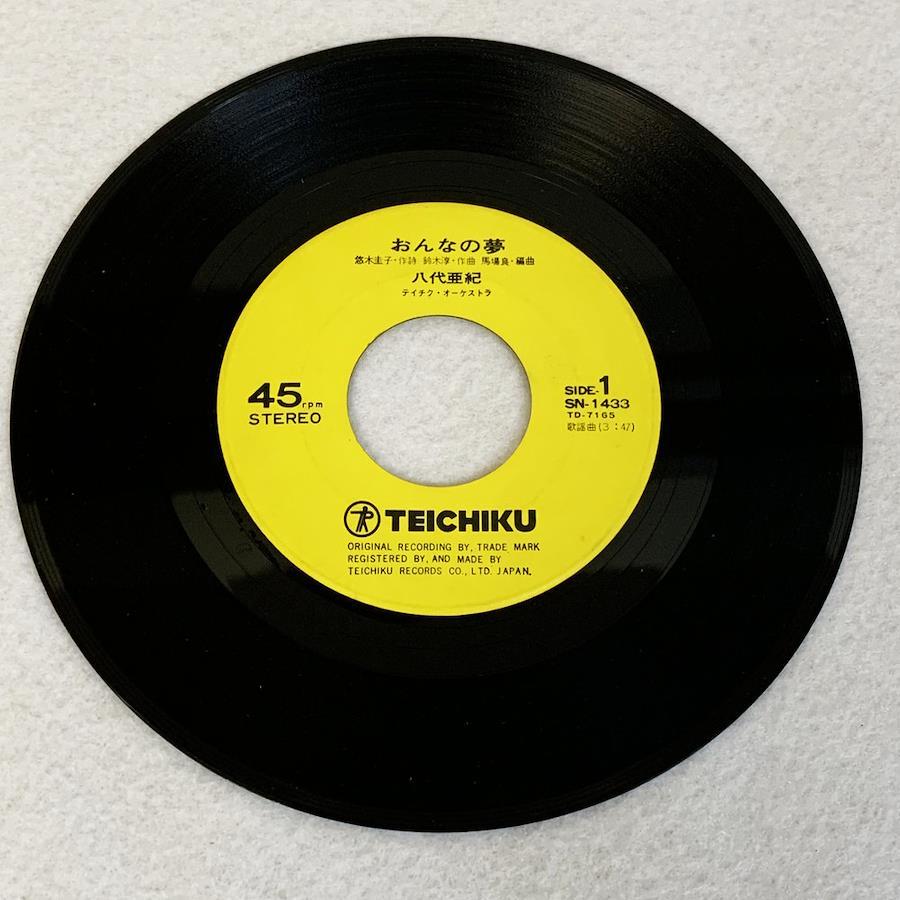 おんなの夢
悠木圭子・作詩 鈴木淳・作曲 馬場良・編曲
八代亜紀
テイチク・オーケストラ
45rpm
STEREO
SIDE-1
SN-1433
TD-7165
歌謡曲(3:47)
TEICHIKU
ORIGINAL RECORDING BY, TRADE MARK
REGISTERED BY, AND MADE BY
TEICHIKU RECORDS CO., LTD. JAPAN.